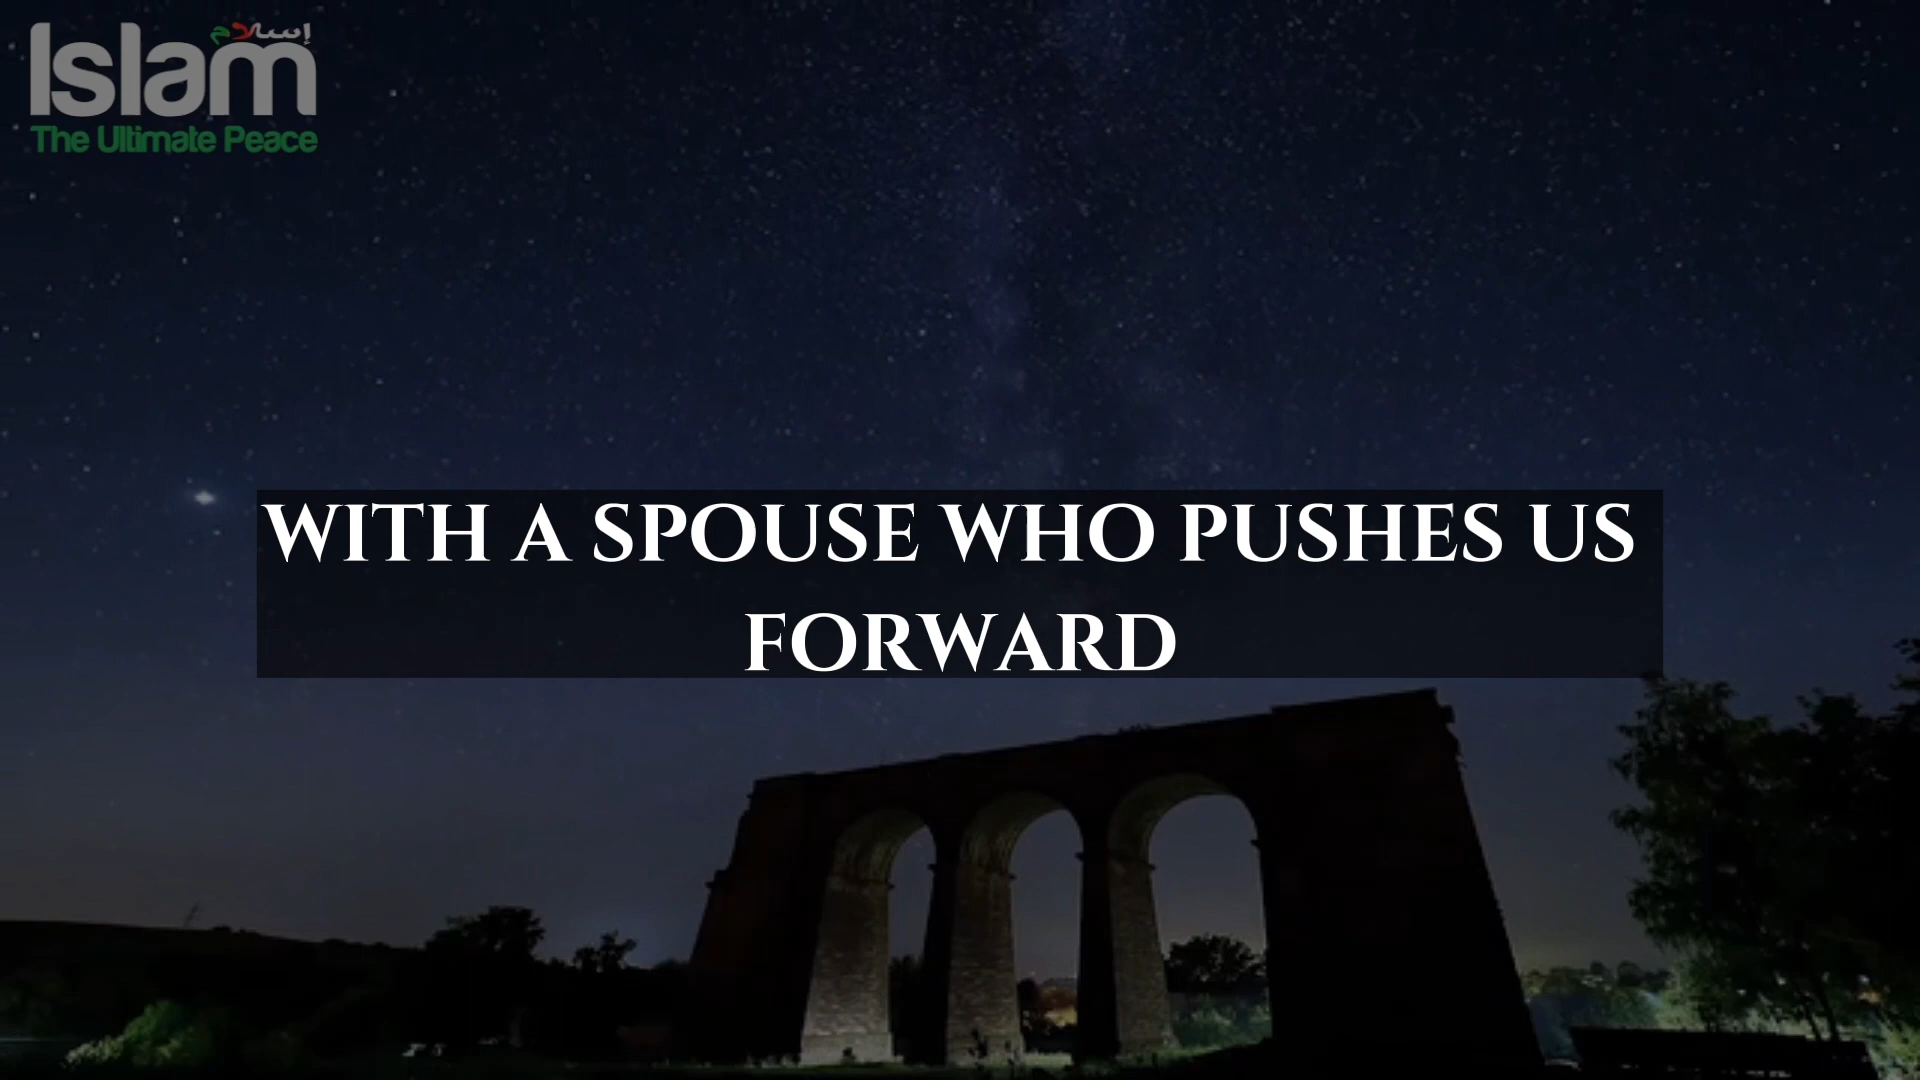 إسلام
Islam
The Ultimate Peace
WITH A SPOUSE WHO PUSHES US
FORWARD